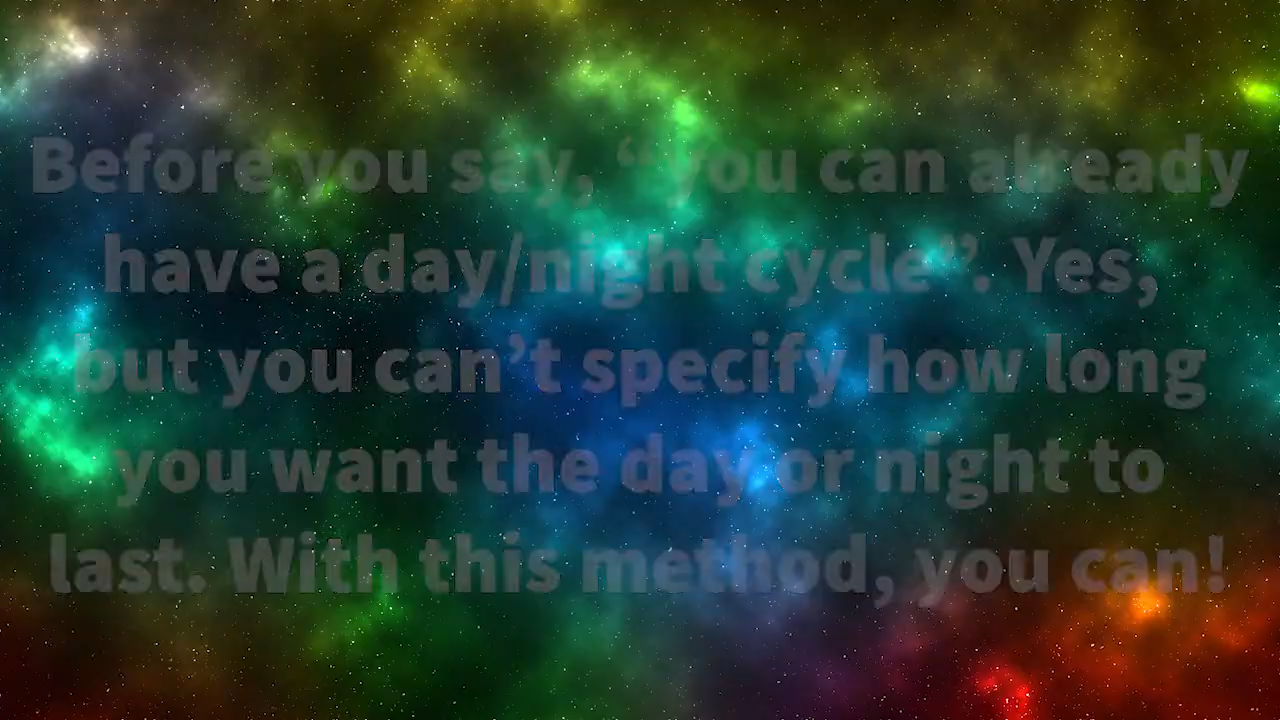 Before you say, “you can already
have a day/night cycle”. Yes,
but you can’t specify how long
you want the day or night to
last. With this method, you can!